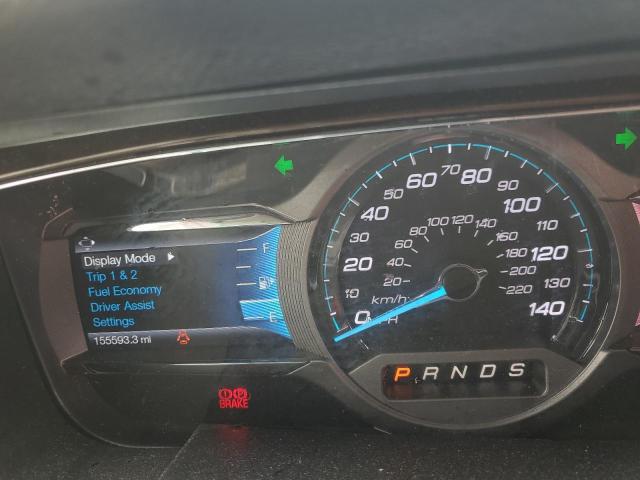 Display Mode
Trip 1 & 2
Fuel Economy
Driver Assist
Settings
155593.3 mi
F
E
BRAKE
0 10 20 30 40 50 60 70 80 90 100 110 120 130 140
20 40 60 80 100 120 140 160 180 200 220
km/h
P R N D S